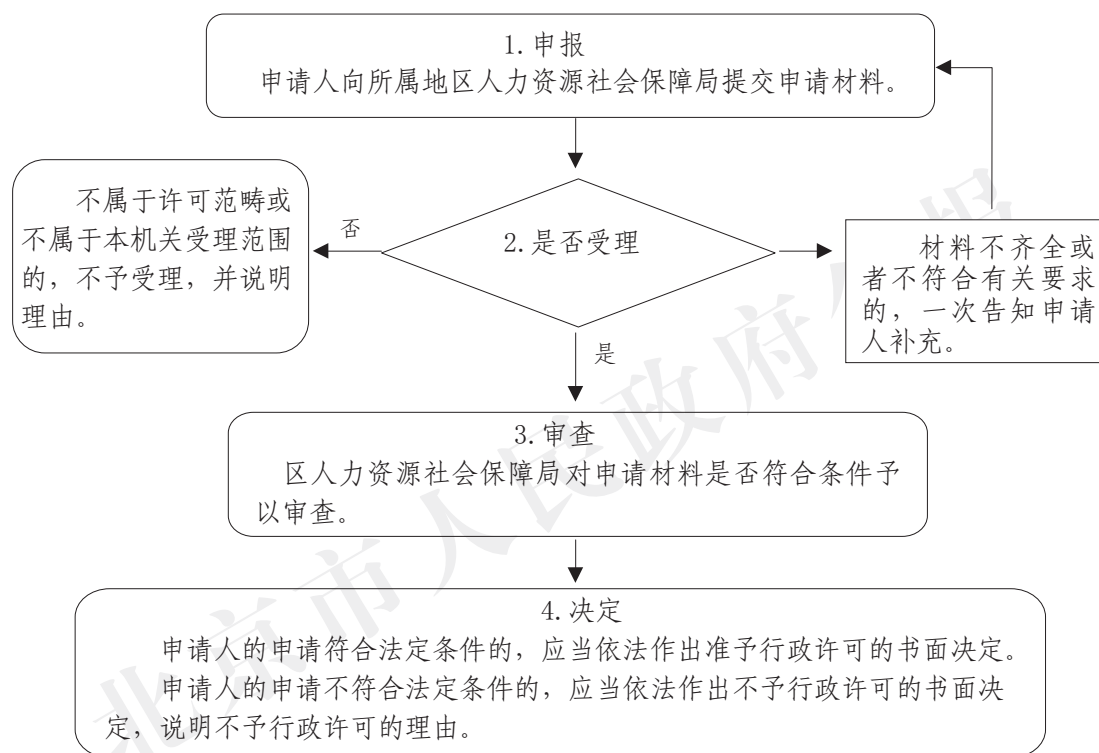 1.申报
申请人向所属地区人力资源社会保障局提交申请材料。
不属于许可范畴或
不属于本机关受理范围
的，不予受理，并说明
理由。
否
2.是否受理
材料不齐全或
者不符合有关要求
的，一次告知申请
人补充。
是
3.审查
区人力资源社会保障局对申请材料是否符合条件予
以审查。
4.决定
申请人的申请符合法定条件的，应当依法作出准予行政许可的书面决定。
申请人的申请不符合法定条件的，应当依法作出不予行政许可的书面决
定，说明不予行政许可的理由。
北京市人民政府公报